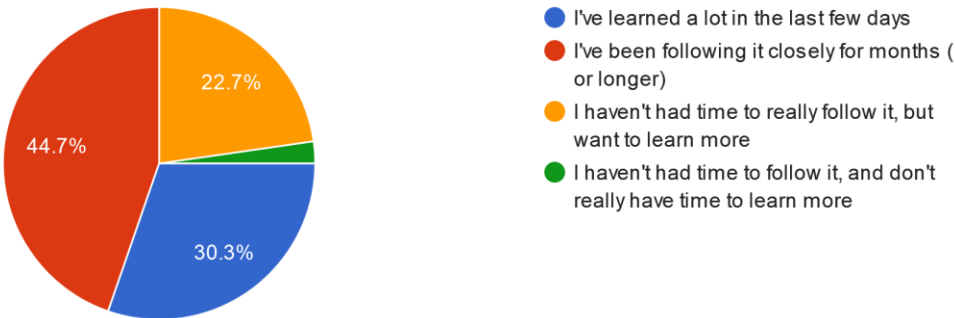 22.7%
44.7%
30.3%
I've learned a lot in the last few days
I've been following it closely for months (
or longer)
I haven't had time to really follow it, but
want to learn more
I haven't had time to follow it, and don't
really have time to learn more